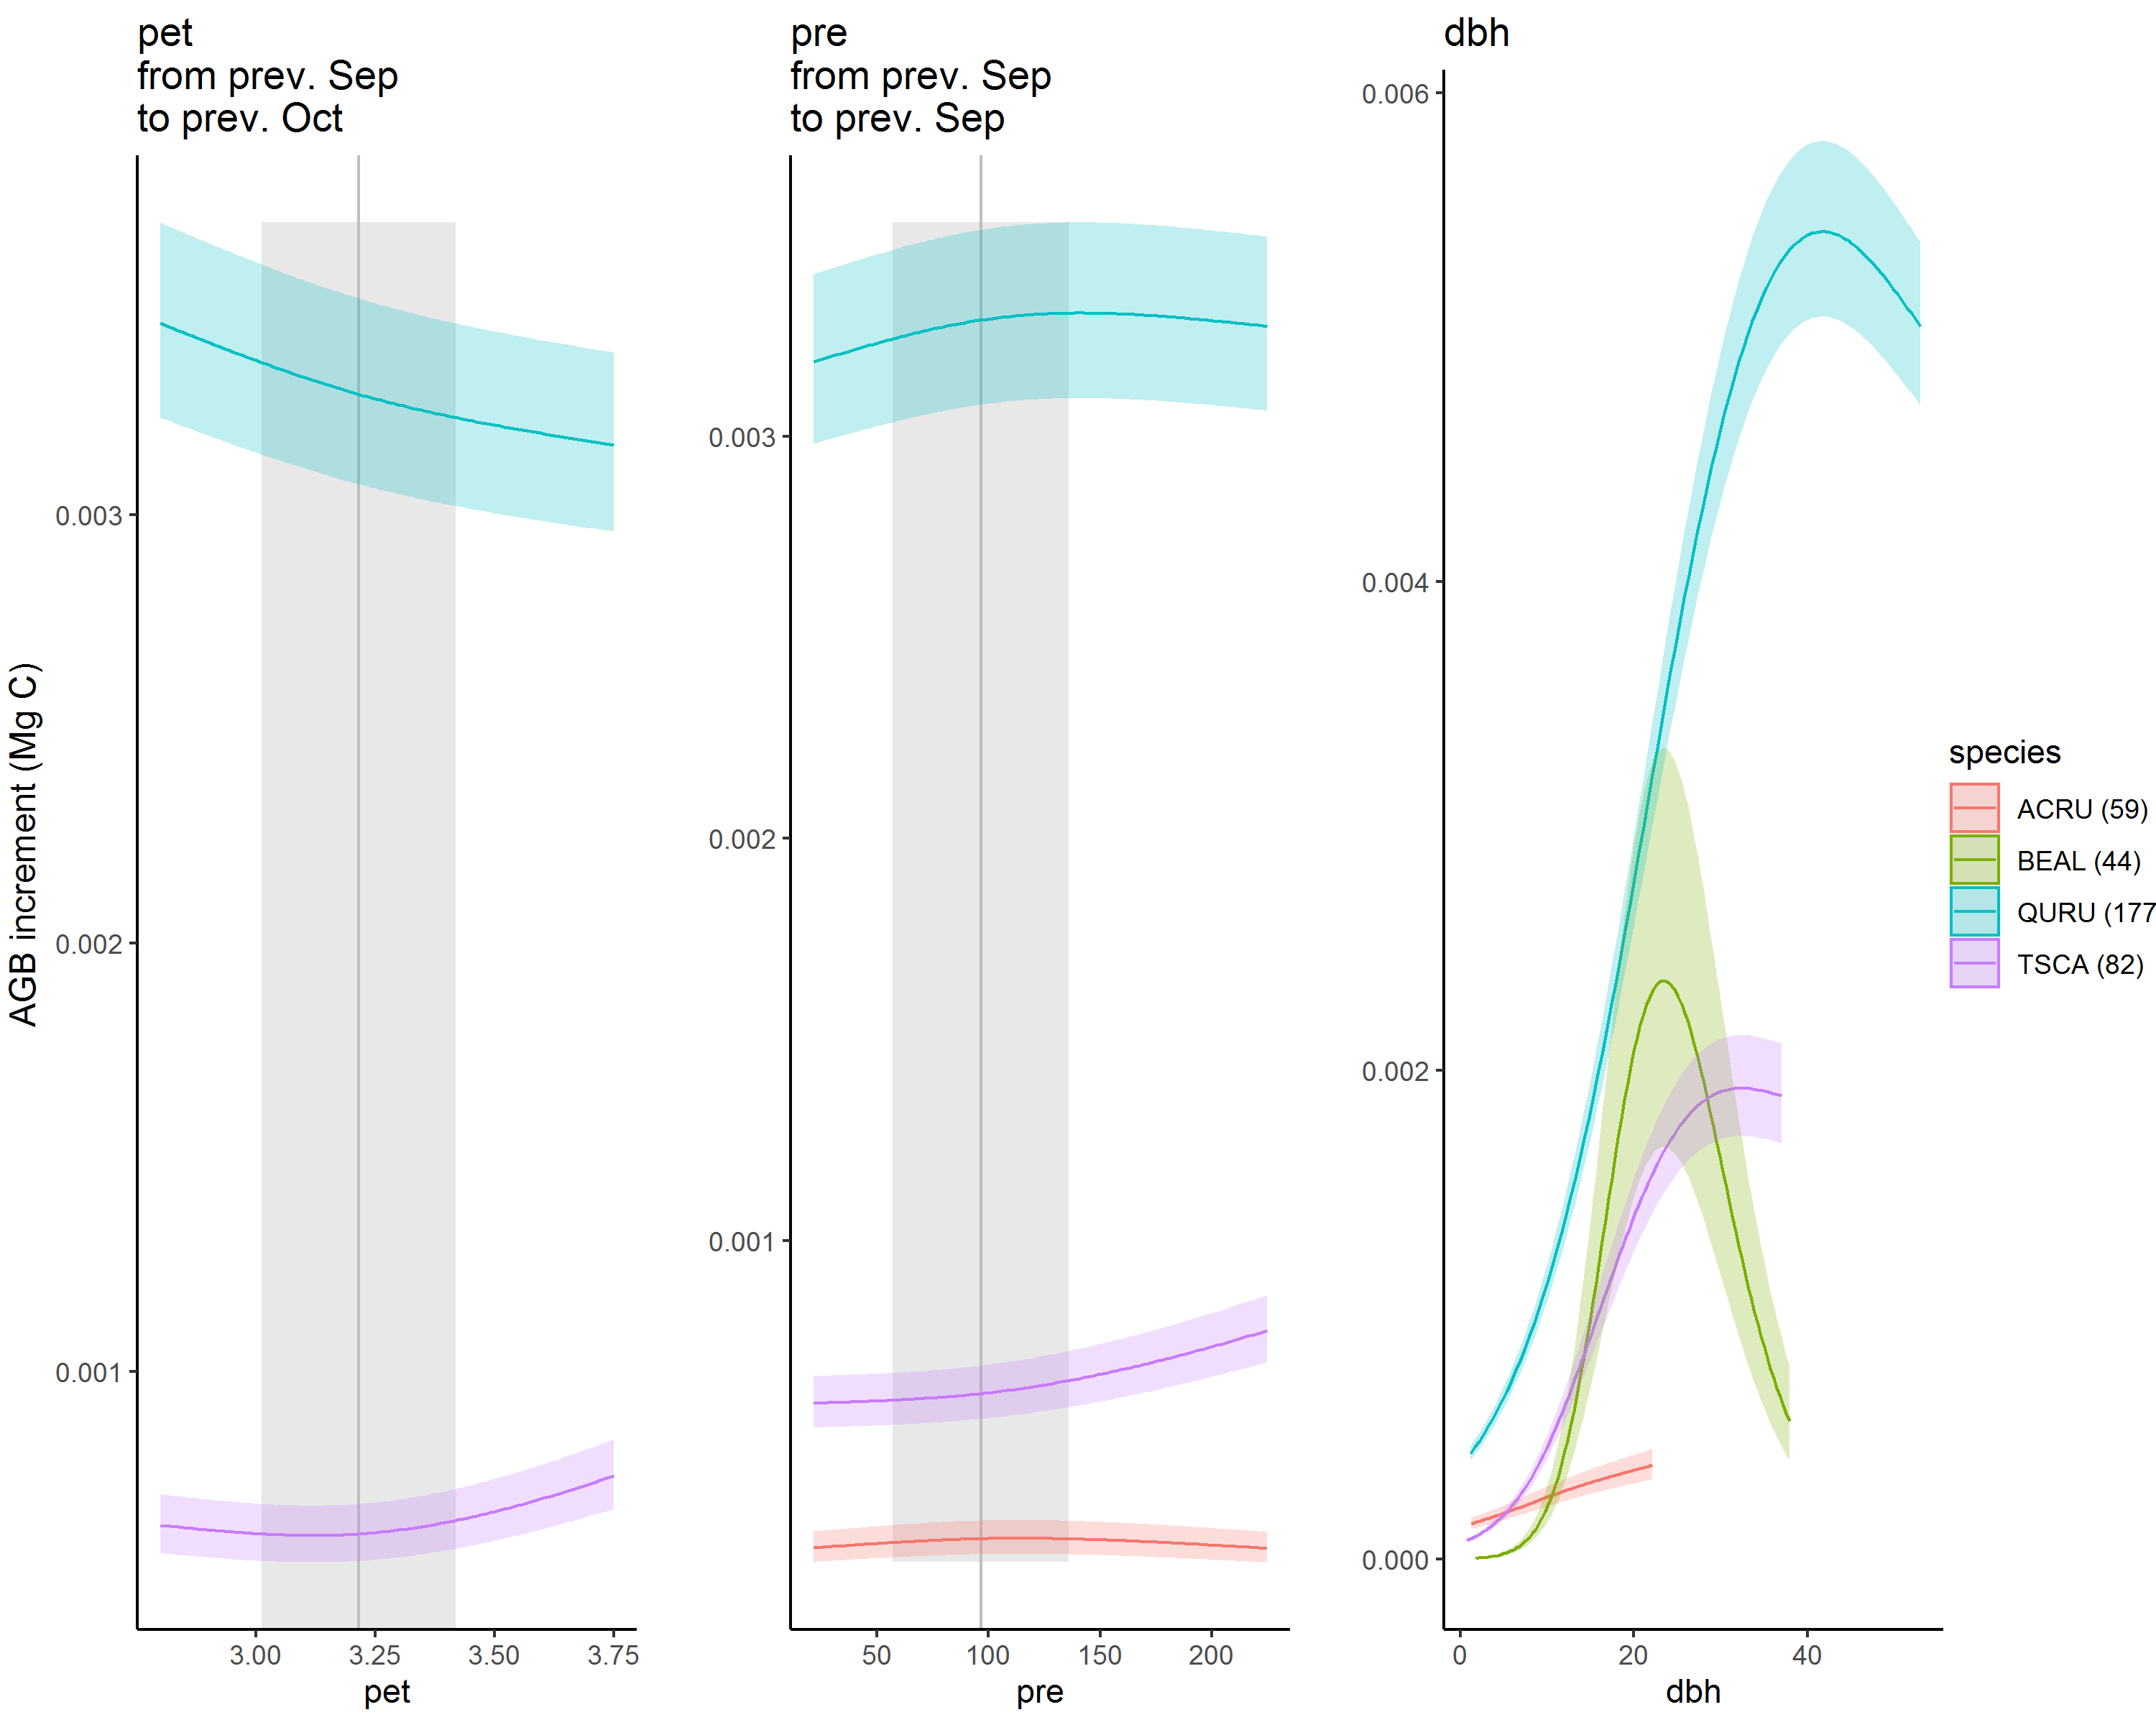 pet
from prev. Sep
to prev. Oct
AGB increment (Mg C)
0.003
0.002
0.001
3.00 3.25 3.50 3.75
pet
pre
from prev. Sep
to prev. Sep
0.003
0.002
0.001
50 100 150 200
pre
dbh
0.006
0.004
0.002
0.000
0 20 40
dbh
species
ACRU (59)
BEAL (44)
QURU (177
TSCA (82)